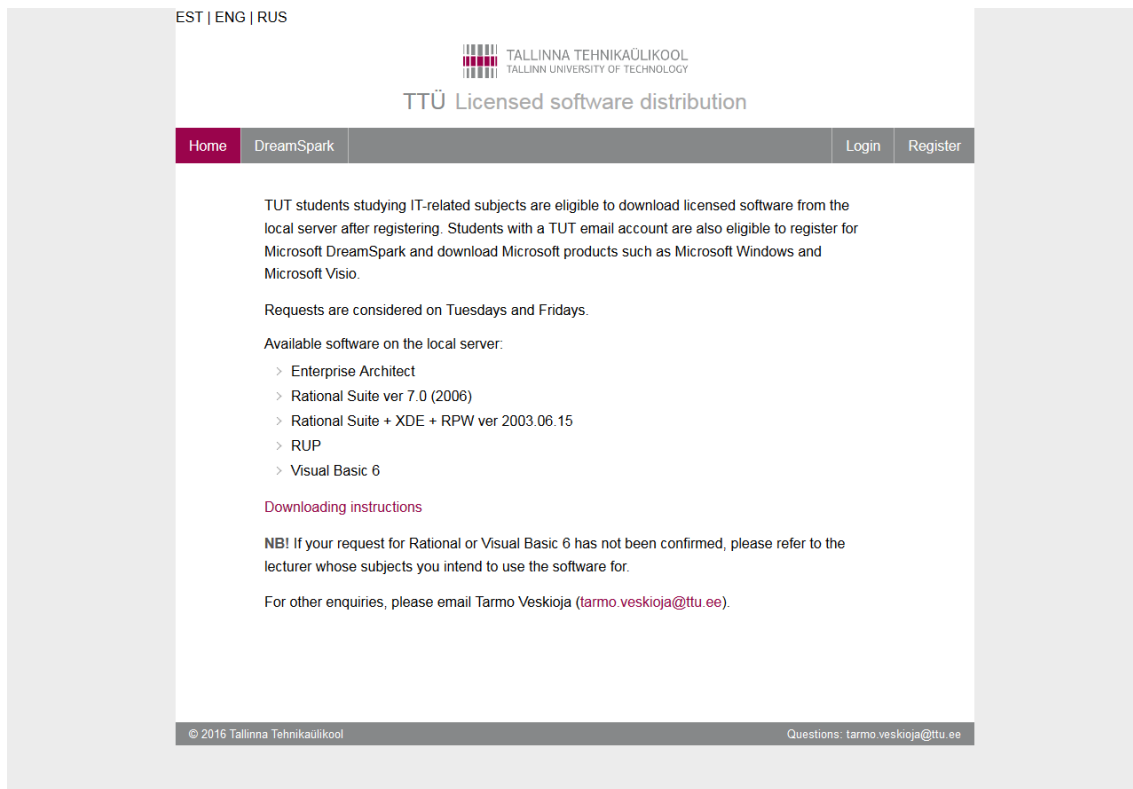 EST | ENG | RUS
TALLINNA TEHNIKAÜLIKOOL
TALLINN UNIVERSITY OF TECHNOLOGY
TTÜ Licensed software distribution
Home DreamSpark Login Register
TUT students studying IT-related subjects are eligible to download licensed software from the
local server after registering. Students with a TUT email account are also eligible to register for
Microsoft DreamSpark and download Microsoft products such as Microsoft Windows and
Microsoft Visio.
Requests are considered on Tuesdays and Fridays.
Available software on the local server:
Enterprise Architect
Rational Suite ver 7.0 (2006)
Rational Suite + XDE + RPW ver 2003.06.15
RUP
Visual Basic 6
Downloading instructions
NB! If your request for Rational or Visual Basic 6 has not been confirmed, please refer to the
lecturer whose subjects you intend to use the software for.
For other enquiries, please email Tarmo Veskioja (tarmo.veskioja@ttu.ee).
© 2016 Tallinna Tehnikaülikool Questions: tarmo.veskioja@ttu.ee